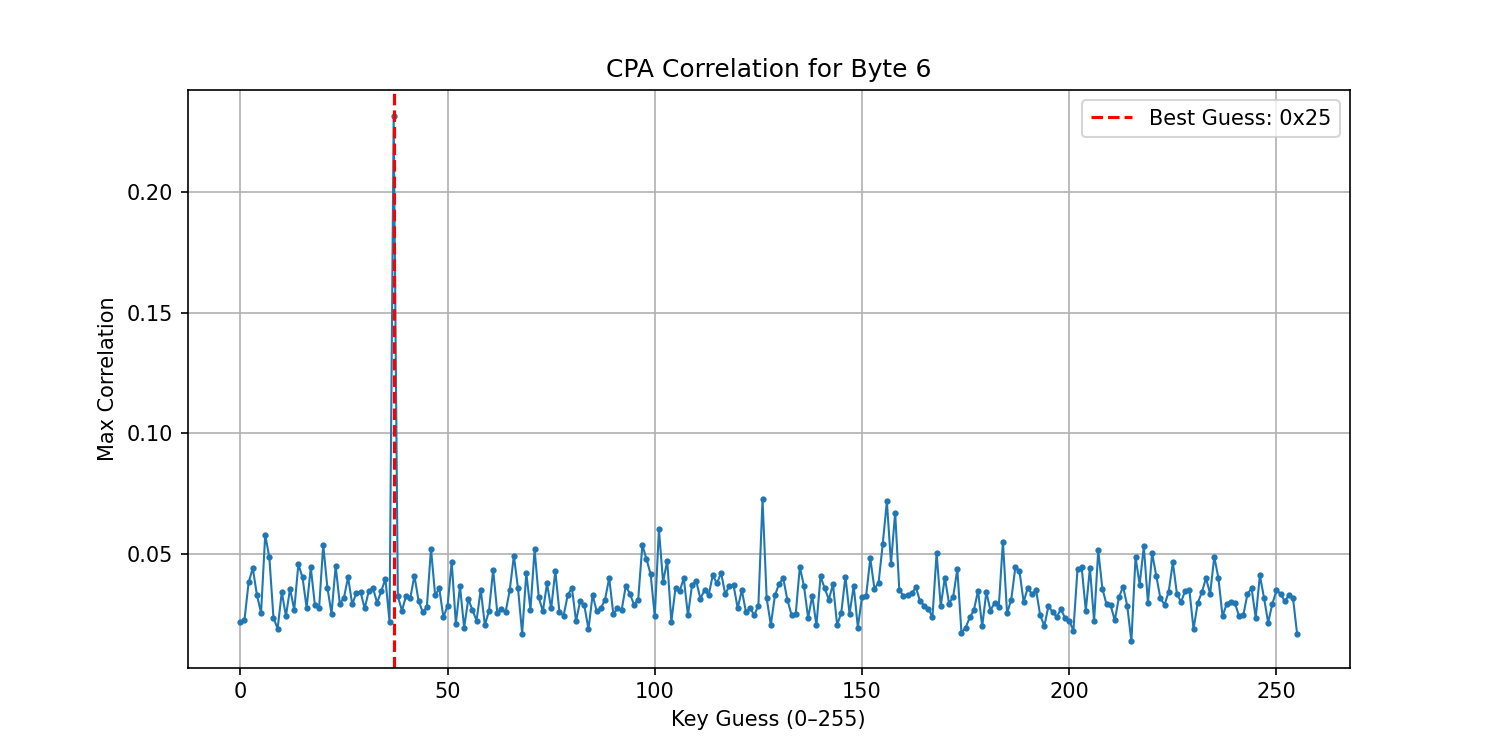 CPA Correlation for Byte 6
Best Guess: 0x25
Max Correlation
0.20
0.15
0.10
0.05
0 50 100 150 200 250
Key Guess (0–255)